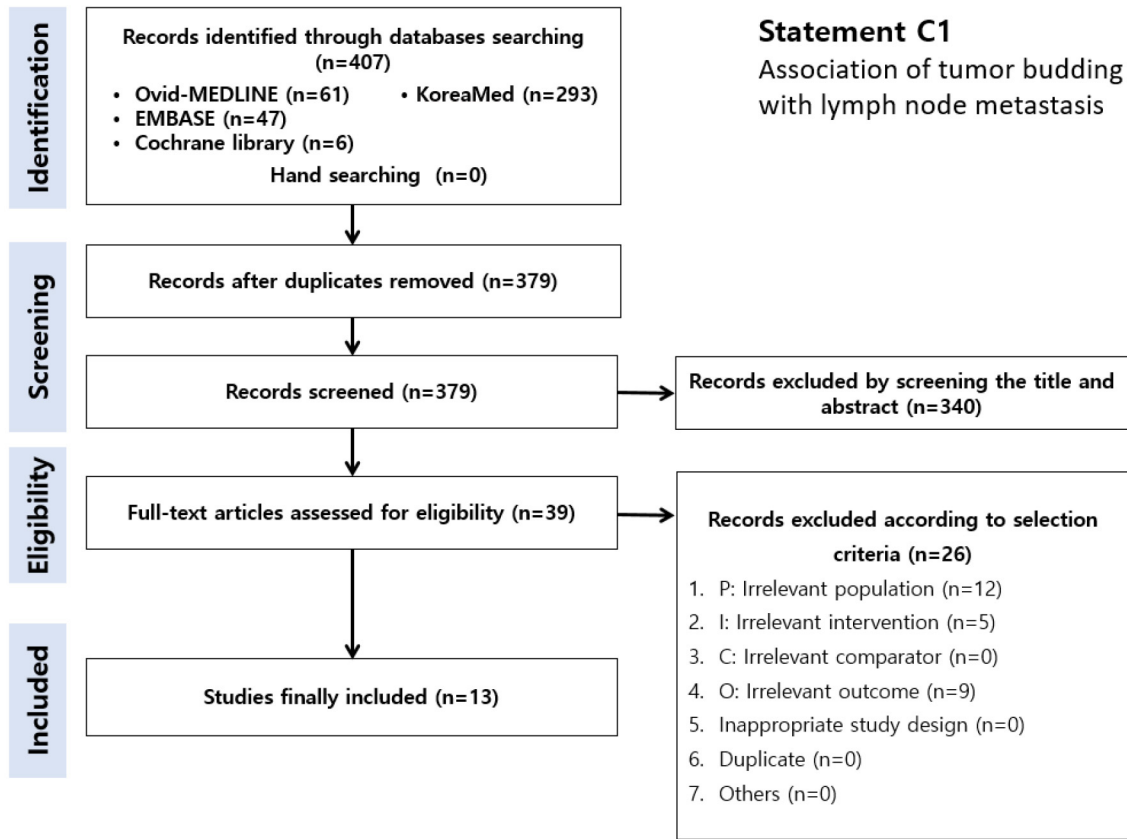 Statement C1
Association of tumor budding
with lymph node metastasis
Identification
Records identified through databases searching
(n=407)
• Ovid-MEDLINE (n=61) • KoreaMed (n=293)
• EMBASE (n=47)
• Cochrane library (n=6)
Hand searching (n=0)
Screening
Records after duplicates removed (n=379)
Records screened (n=379)
Records excluded by screening the title and
abstract (n=340)
Eligibility
Full-text articles assessed for eligibility (n=39)
Records excluded according to selection
criteria (n=26)
1. P: Irrelevant population (n=12)
2. I: Irrelevant intervention (n=5)
3. C: Irrelevant comparator (n=0)
4. O: Irrelevant outcome (n=9)
5. Inappropriate study design (n=0)
6. Duplicate (n=0)
7. Others (n=0)
Included
Studies finally included (n=13)